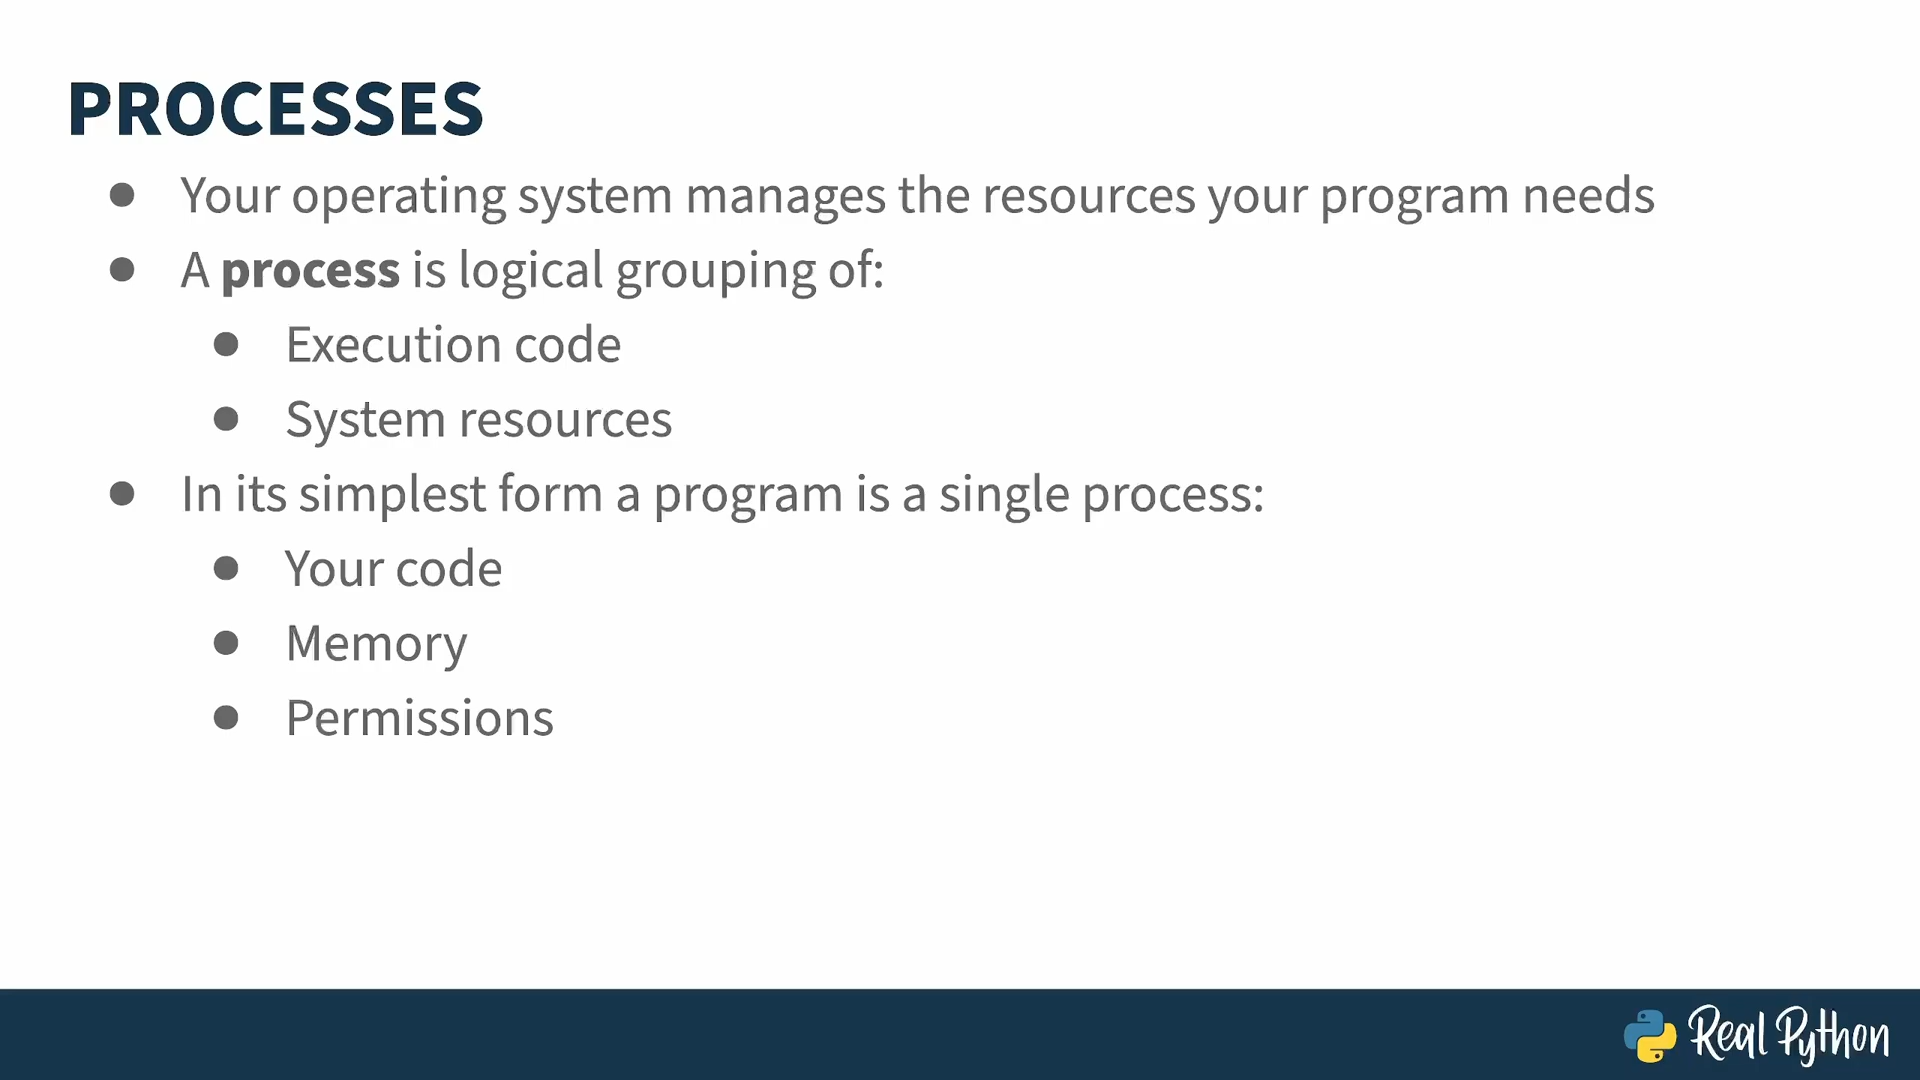 PROCESSES
● Your operating system manages the resources your program needs
● A process is logical grouping of:
● Execution code
● System resources
● In its simplest form a program is a single process:
● Your code
● Memory
● Permissions
Real Python